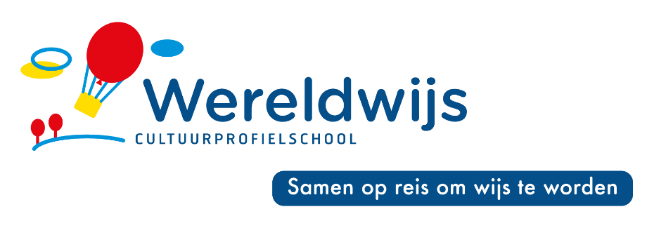 Wereldwijs
CULTUURPROFIELSCHOOL
Samen op reis om wijs te worden